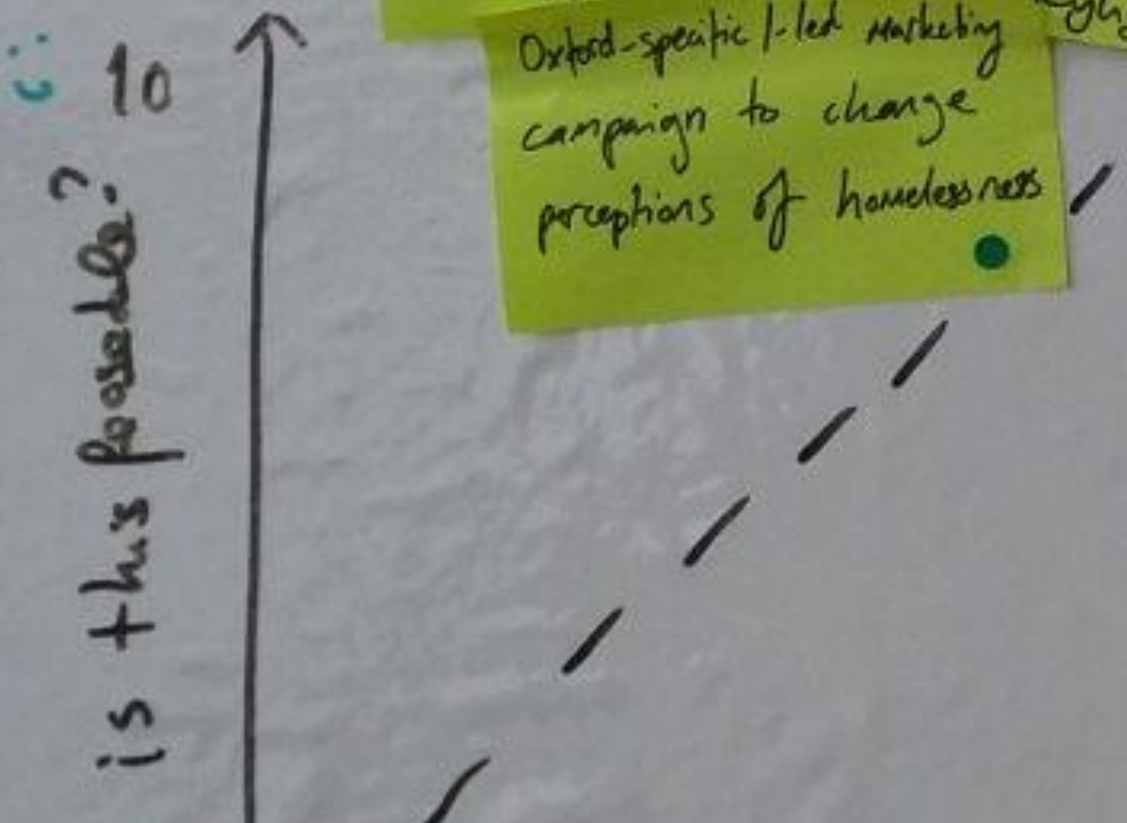 10
is this possible?
Oxford-specific /-led marketing
campaign to change
perceptions of homelessness